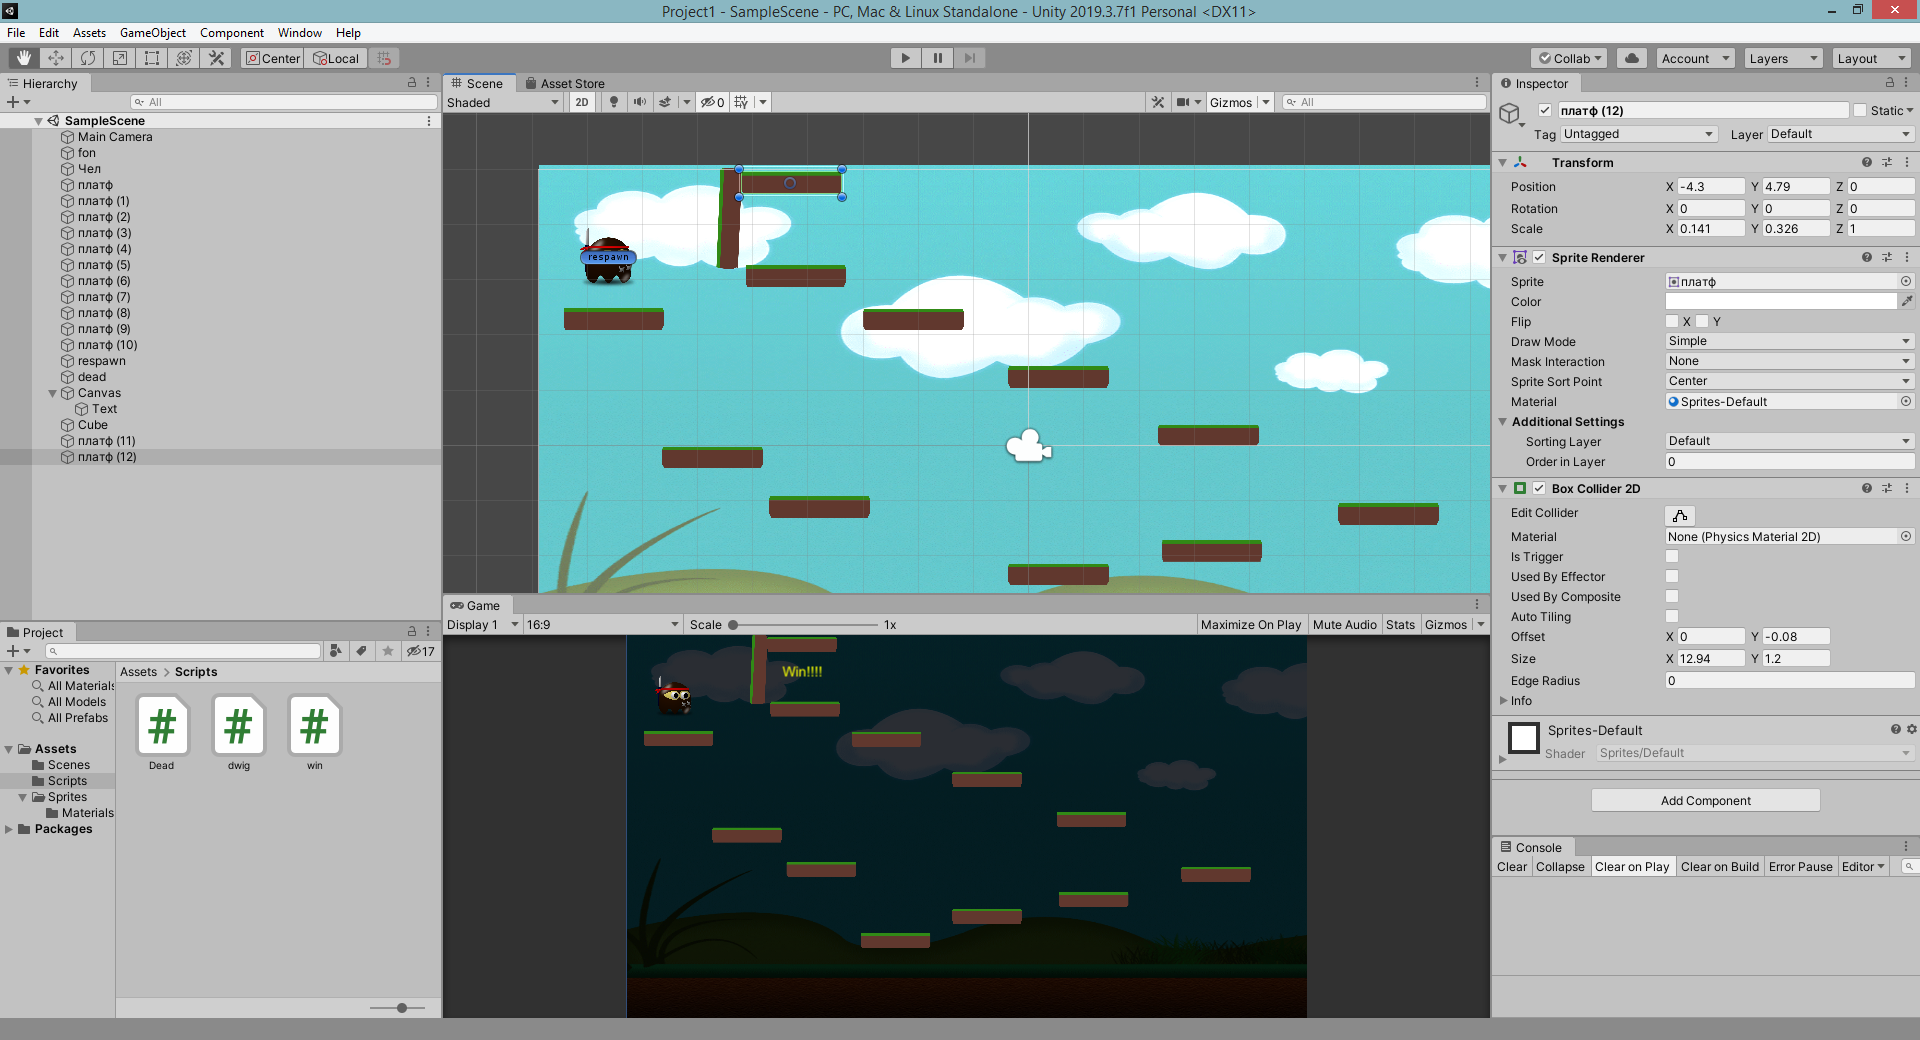 Project1 - SampleScene - PC, Mac & Linux Standalone - Unity 2019.3.7f1 Personal <DX11>
File Edit Assets GameObject Component Window Help
Center Local Collab Account Layers Layout
Hierarchy
All
SampleScene
Main Camera
fon
Чел
платф
платф (1)
платф (2)
платф (3)
платф (4)
платф (5)
платф (6)
платф (7)
платф (8)
платф (9)
платф (10)
respawn
dead
Canvas
Text
Cube
платф (11)
платф (12)
Scene Asset Store
Shaded 2D 0 Gizmos All
respawn
Game
Display 1 16:9 Scale 1x Maximize On Play Mute Audio Stats Gizmos
Win!!!!
Project
17
Favorites
All Materials
All Models
All Prefabs
Assets
Scenes
Scripts
Sprites
Materials
Packages
Assets > Scripts
Dead dwig win
Inspector
платф (12) Static
Tag Untagged Layer Default
Transform
Position X -4.3 Y 4.79 Z 0
Rotation X 0 Y 0 Z 0
Scale X 0.141 Y 0.326 Z 1
Sprite Renderer
Sprite платф
Color
Flip X Y
Draw Mode Simple
Mask Interaction None
Sprite Sort Point Center
Material Sprites-Default
Additional Settings
Sorting Layer Default
Order in Layer 0
Box Collider 2D
Edit Collider
Material None (Physics Material 2D)
Is Trigger
Used By Effector
Used By Composite
Auto Tiling
Offset X 0 Y -0.08
Size X 12.94 Y 1.2
Edge Radius 0
Info
Sprites-Default
Shader Sprites/Default
Add Component
Console
Clear Collapse Clear on Play Clear on Build Error Pause Editor